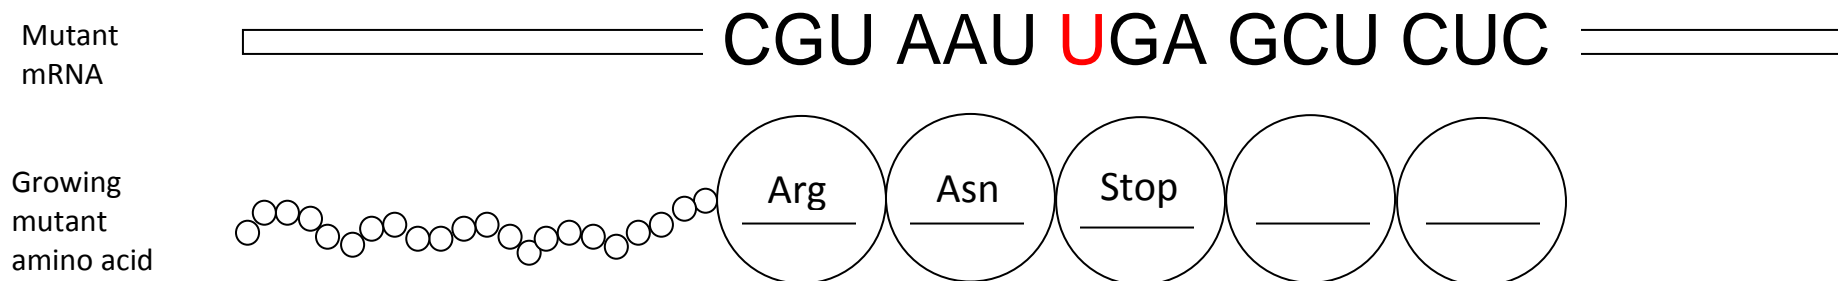 Mutant
mRNA
CGU AAU UGA GCU CUC
Growing
mutant
amino acid
Arg
Asn
Stop